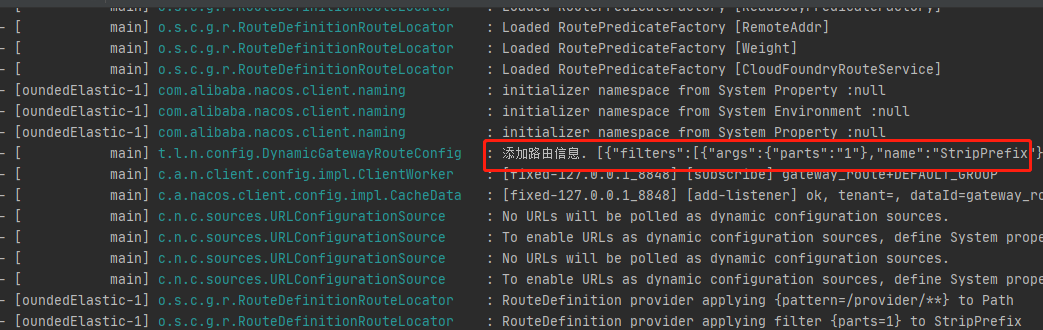 - [           main] o.s.c.g.r.RouteDefinitionRouteLocator    : Loaded RoutePredicateFactory [ReadBodyPredicateFactory]
- [           main] o.s.c.g.r.RouteDefinitionRouteLocator    : Loaded RoutePredicateFactory [RemoteAddr]
- [           main] o.s.c.g.r.RouteDefinitionRouteLocator    : Loaded RoutePredicateFactory [Weight]
- [           main] o.s.c.g.r.RouteDefinitionRouteLocator    : Loaded RoutePredicateFactory [CloudFoundryRouteService]
- [oundedElastic-1] com.alibaba.nacos.client.naming          : initializer namespace from System Property :null
- [oundedElastic-1] com.alibaba.nacos.client.naming          : initializer namespace from System Environment :null
- [oundedElastic-1] com.alibaba.nacos.client.naming          : initializer namespace from System Property :null
- [           main] t.l.n.config.DynamicGatewayRouteConfig   : 添加路由信息. [{"filters":[{"args":{"parts":"1"},"name":"StripPrefix"}
- [           main] c.a.n.client.config.impl.ClientWorker    : [fixed-127.0.0.1_8848] [subscribe] gateway_route+DEFAULT_GROUP
- [           main] c.a.nacos.client.config.impl.CacheData   : [fixed-127.0.0.1_8848] [add-listener] ok, tenant=, dataId=gateway_ro
- [           main] c.n.c.sources.URLConfigurationSource     : No URLs will be polled as dynamic configuration sources.
- [           main] c.n.c.sources.URLConfigurationSource     : To enable URLs as dynamic configuration sources, define System prope
- [           main] c.n.c.sources.URLConfigurationSource     : No URLs will be polled as dynamic configuration sources.
- [           main] c.n.c.sources.URLConfigurationSource     : To enable URLs as dynamic configuration sources, define System prope
- [oundedElastic-1] o.s.c.g.r.RouteDefinitionRouteLocator    : RouteDefinition provider applying {pattern=/provider/**} to Path
- [oundedElastic-1] o.s.c.g.r.RouteDefinitionRouteLocator    : RouteDefinition provider applying filter {parts=1} to StripPrefix